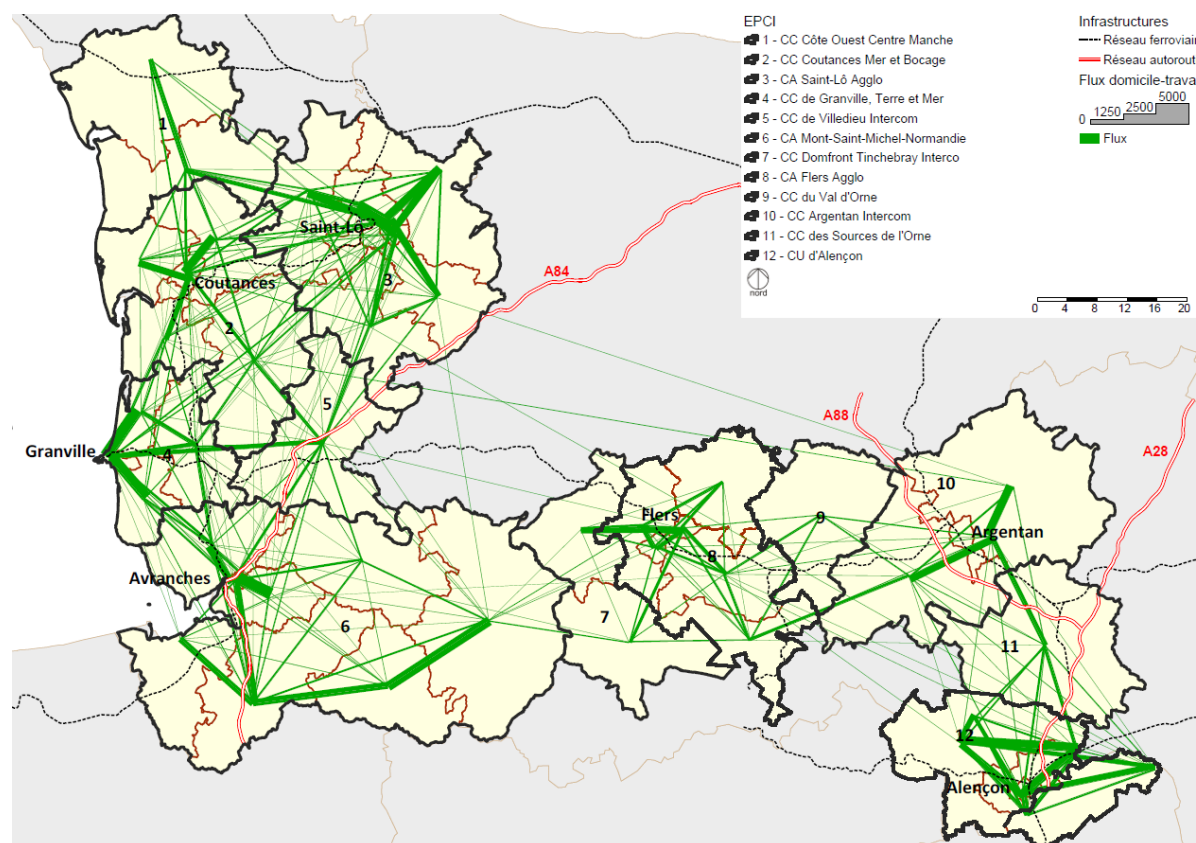 EPCI
1 - CC Côte Ouest Centre Manche
2 - CC Coutances Mer et Bocage
3 - CA Saint-Lô Agglo
4 - CC de Granville, Terre et Mer
5 - CC de Villedieu Intercom
6 - CA Mont-Saint-Michel-Normandie
7 - CC Domfront Tinchebray Interco
8 - CA Flers Agglo
9 - CC du Val d'Orne
10 - CC Argentan Intercom
11 - CC des Sources de l'Orne
12 - CU d'Alençon
nord
Infrastructures
Réseau ferroviair
Réseau autorout
Flux domicile-trava
5000
2500
1250
0
Flux
0 4 8 12 16 20
1
Saint-Lô
3
A84
Coutances
2
5
A88
Granville
4
A28
10
Flers
9
Argentan
8
Avranches
7
6
11
12
Alençon